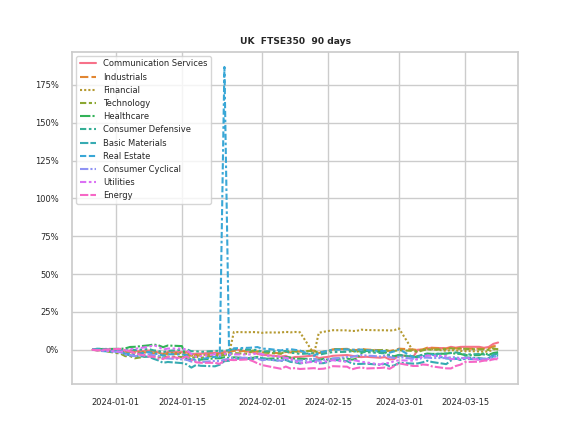 UK FTSE350 90 days
Communication Services
Industrials
Financial
Technology
Healthcare
Consumer Defensive
Basic Materials
Real Estate
Consumer Cyclical
Utilities
Energy
175%
150%
125%
100%
75%
50%
25%
0%
2024-01-01 2024-01-15 2024-02-01 2024-02-15 2024-03-01 2024-03-15